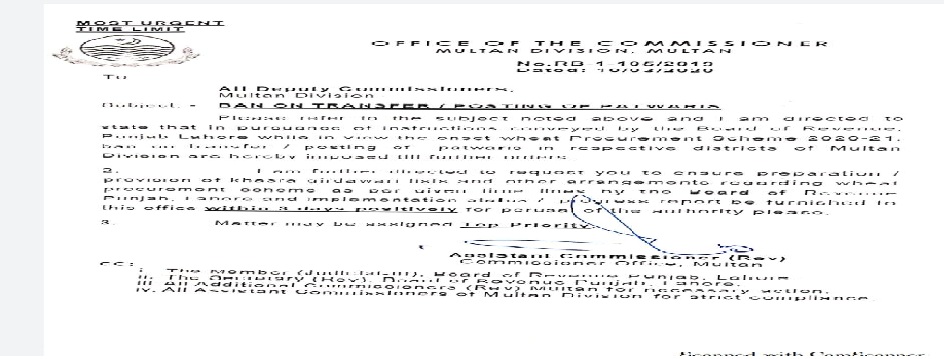 MOST URGENT
TIME LIMIT
OFFICE OF THE COMMISSIONER
MULTAN DIVISION, MULTAN
No.RB-1-105/2019
Dated: 10/02/2020
To
All Deputy Commissioners,
Multan Division
Subject: - BAN ON TRANSFER / POSTING OF PATWARIS
Please refer to the subject noted above and I am directed to
state that in pursuance of instructions conveyed by the Board of Revenue,
Punjab Lahore while in view the onset wheat Procurement Scheme 2020-21,
ban on transfer / posting of patwaris in respective districts of Multan
Division are hereby imposed till further orders.
2. I am further directed to request you to ensure preparation /
provision of khasra girdawari lists and other arrangements regarding wheat
procurement scheme as per given time lines by the Board of Revenue
Punjab, Lahore and implementation status / progress report be furnished to
this office within 3 days positively for perusal of the authority please.
3. Matter may be assigned Top Priority.
Assistant Commissioner (Rev)
Commissioner Office, Multan
CC:
i. The Member (Judicial-III), Board of Revenue Punjab, Lahore
ii. The Secretary (Rev), Board of Revenue Punjab, Lahore.
iii. All Additional Commissioners (Rev) Multan for necessary action.
iv. All Assistant Commissioners of Multan Division for strict compliance.
Scanned with CamScanner